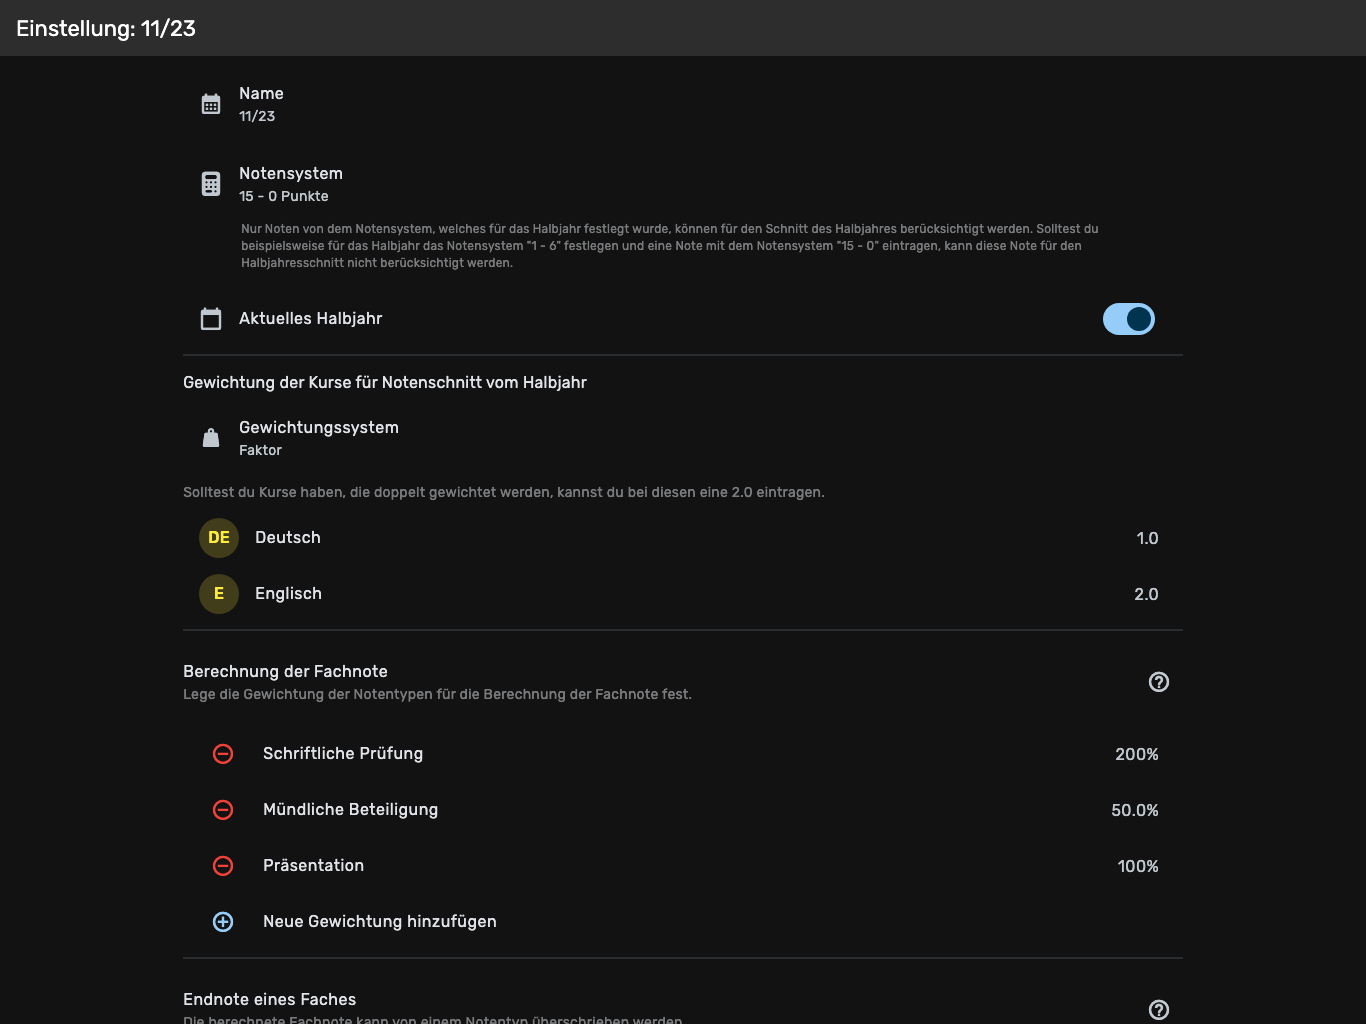 Einstellung: 11/23
Name
11/23
Notensystem
15 - 0 Punkte
Nur Noten von dem Notensystem, welches für das Halbjahr festlegt wurde, können für den Schnitt des Halbjahres berücksichtigt werden. Solltest du
beispielsweise für das Halbjahr das Notensystem "1 - 6" festlegen und eine Note mit dem Notensystem "15 - 0" eintragen, kann diese Note für den
Halbjahresschnitt nicht berücksichtigt werden.
Aktuelles Halbjahr
Gewichtung der Kurse für Notenschnitt vom Halbjahr
Gewichtungssystem
Faktor
Solltest du Kurse haben, die doppelt gewichtet werden, kannst du bei diesen eine 2.0 eintragen.
DE Deutsch 1.0
E Englisch 2.0
Berechnung der Fachnote
Lege die Gewichtung der Notentypen für die Berechnung der Fachnote fest.
Schriftliche Prüfung 200%
Mündliche Beteiligung 50.0%
Präsentation 100%
Neue Gewichtung hinzufügen
Endnote eines Faches
Die berechnete Fachnote kann von einem Notentyp überschrieben werden.